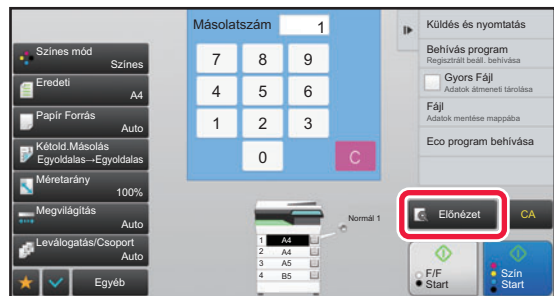 Színes mód
Színes
Eredeti
A4
Papír Forrás
Auto
Kétold.Másolás
Egyoldalas→Egyoldalas
Méretarány
100%
Megvilágítás
Auto
Leválogatás/Csoport
Auto
Egyéb
Másolatszám 1
7 8 9
4 5 6
1 2 3
0 C
Normál 1
1 A4
2 A4
3 A5
4 B5
Küldés és nyomtatás
Behívás program
Regisztrált beáll. behívása
Gyors Fájl
Adatok átmeneti tárolása
Fájl
Adatok mentése mappába
Eco program behívása
Előnézet
CA
F/F
Start
Szín
Start